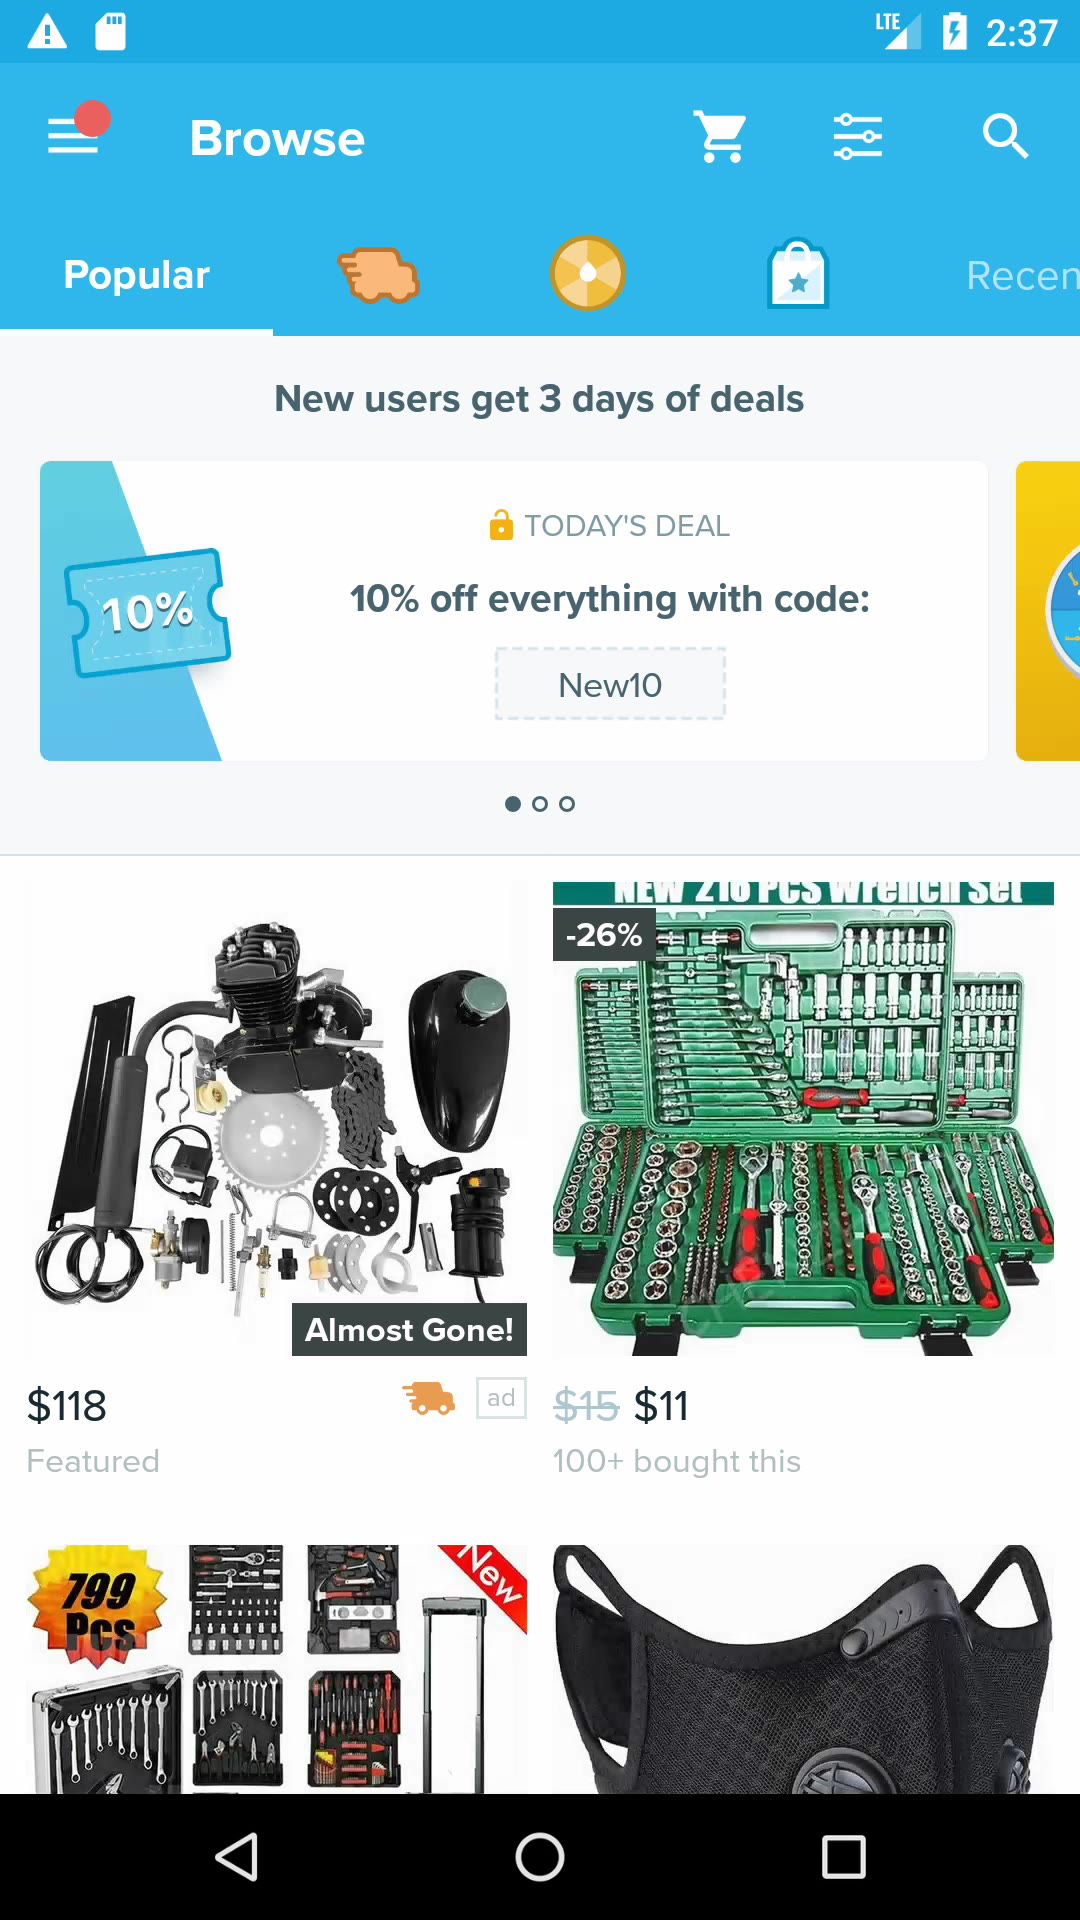 LTE 2:37
Browse
Popular
Recen
New users get 3 days of deals
TODAY'S DEAL
10%
10% off everything with code:
New10
NEW 216 PCS Wrench Set
-26%
Almost Gone!
$118
ad
$15 $11
Featured
100+ bought this
799
Pcs
New